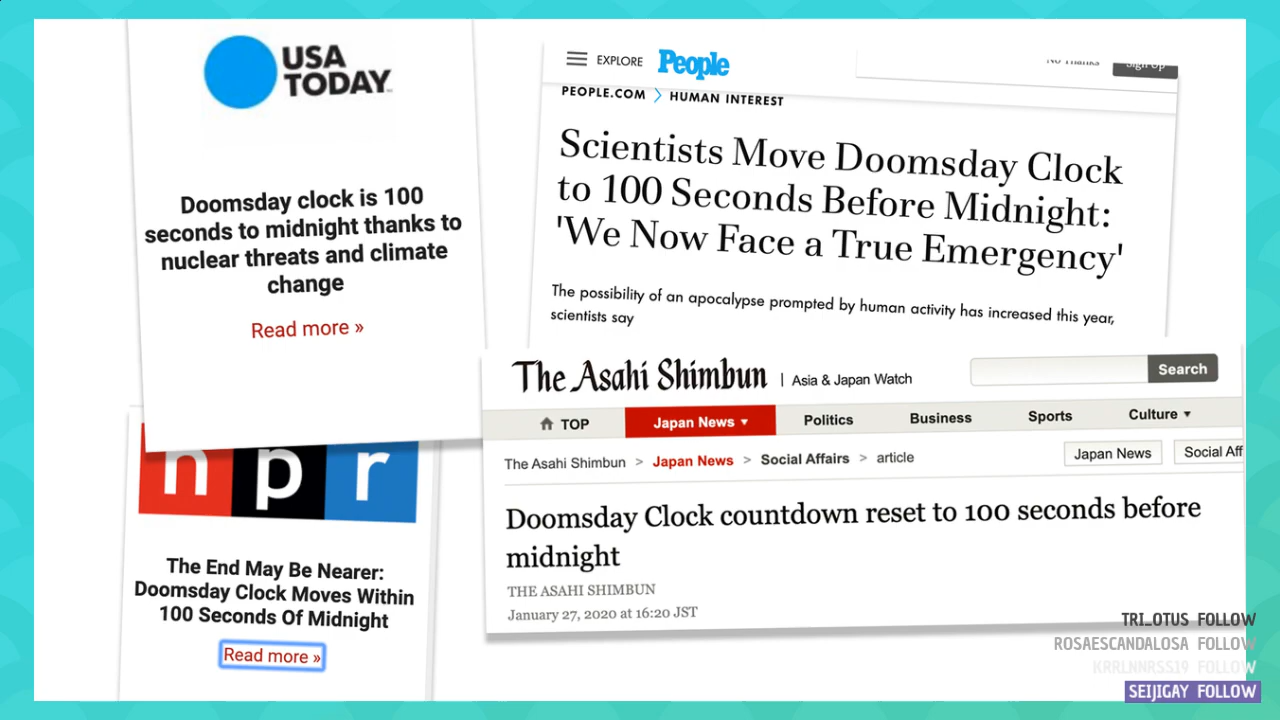 USA
TODAY
Doomsday clock is 100
seconds to midnight thanks to
nuclear threats and climate
change
Read more »
EXPLORE People
No Thanks Sign Up
PEOPLE.COM > HUMAN INTEREST
Scientists Move Doomsday Clock
to 100 Seconds Before Midnight:
'We Now Face a True Emergency'
The possibility of an apocalypse prompted by human activity has increased this year,
scientists say
npr
The End May Be Nearer:
Doomsday Clock Moves Within
100 Seconds Of Midnight
Read more »
The Asahi Shimbun | Asia & Japan Watch
Search
TOP Japan News ▾ Politics Business Sports Culture ▾
The Asahi Shimbun > Japan News > Social Affairs > article
Japan News Social Aff
Doomsday Clock countdown reset to 100 seconds before
midnight
THE ASAHI SHIMBUN
January 27, 2020 at 16:20 JST
TRI_OTUS FOLLOW
ROSAESCANDALOSA FOLLOW
KRRLNNRSS19 FOLLOW
SEIJIGAY FOLLOW